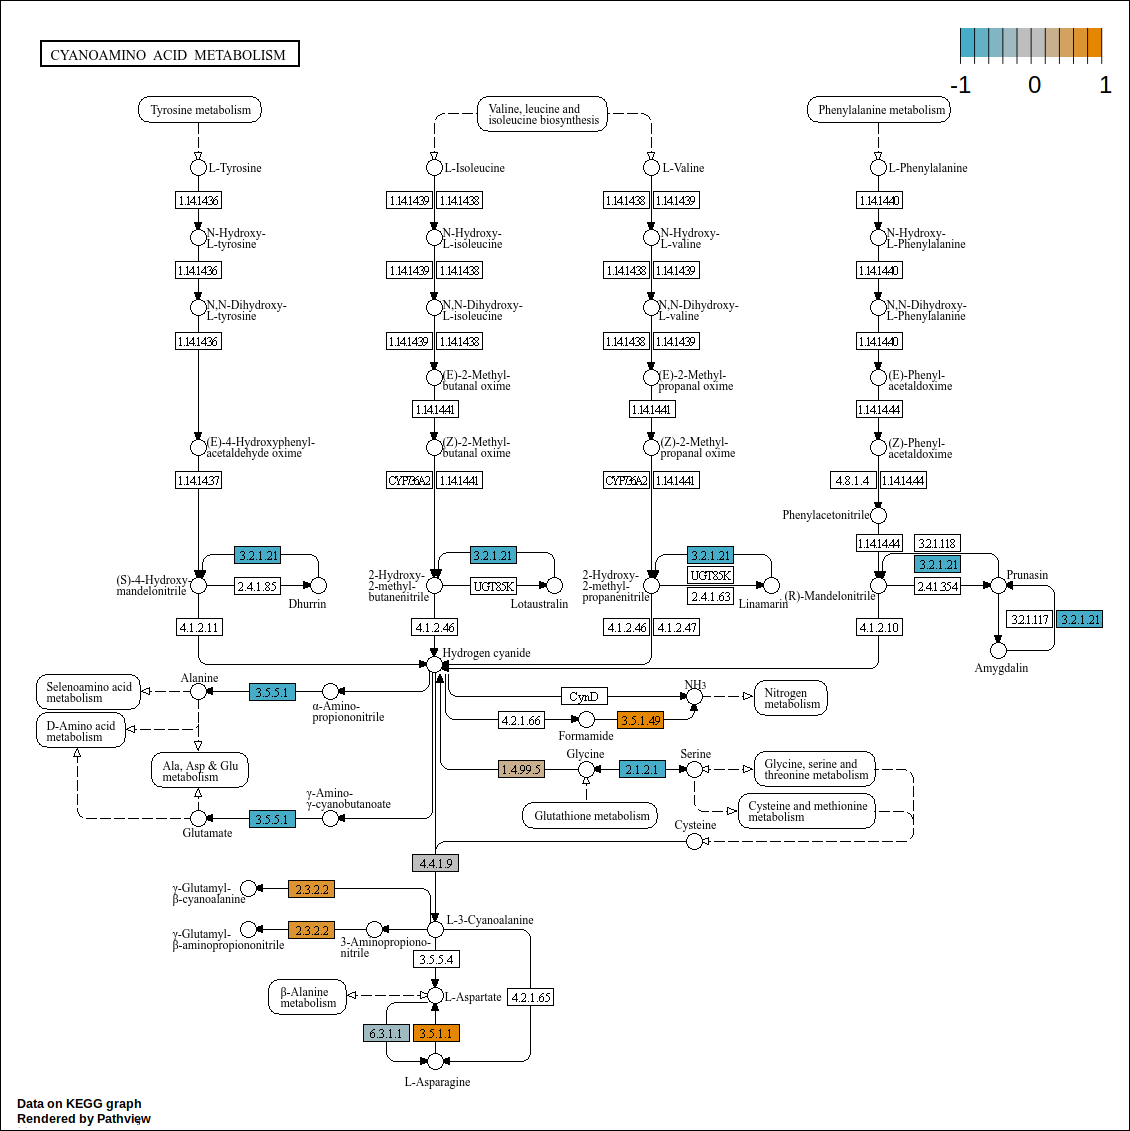 CYANOAMINO ACID METABOLISM
-1 0 1
Tyrosine metabolism
Valine, leucine and
isoleucine biosynthesis
Phenylalanine metabolism
L-Tyrosine
L-Isoleucine
L-Valine
L-Phenylalanine
1.14.14.36
1.14.14.39 1.14.14.38
1.14.14.38 1.14.14.39
1.14.14.40
N-Hydroxy-
L-tyrosine
N-Hydroxy-
L-isoleucine
N-Hydroxy-
L-valine
N-Hydroxy-
L-Phenylalanine
1.14.14.36
1.14.14.39 1.14.14.38
1.14.14.38 1.14.14.39
1.14.14.40
N,N-Dihydroxy-
L-tyrosine
N,N-Dihydroxy-
L-isoleucine
N,N-Dihydroxy-
L-valine
N,N-Dihydroxy-
L-Phenylalanine
1.14.14.36
1.14.14.39 1.14.14.38
1.14.14.38 1.14.14.39
1.14.14.40
(E)-2-Methyl-
butanal oxime
(E)-2-Methyl-
propanal oxime
(E)-Phenyl-
acetaldoxime
1.14.14.41
1.14.14.41
1.14.14.44
(E)-4-Hydroxyphenyl-
acetaldehyde oxime
(Z)-2-Methyl-
butanal oxime
(Z)-2-Methyl-
propanal oxime
(Z)-Phenyl-
acetaldoxime
1.14.14.37
CYP736A2 1.14.14.41
CYP736A2 1.14.14.41
4.8.1.4 1.14.14.44
Phenylacetonitrile
1.14.14.44 3.2.1.118
3.2.1.21
3.2.1.21
3.2.1.21
3.2.1.21
(S)-4-Hydroxy-
mandelonitrile
2.4.1.85
Dhurrin
2-Hydroxy-
2-methyl-
butanenitrile
UGT85K
Lotaustralin
2-Hydroxy-
2-methyl-
propanenitrile
UGT85K
2.4.1.63
Linamarin
(R)-Mandelonitrile
2.4.1.354
Prunasin
3.2.1.117 3.2.1.21
Amygdalin
4.1.2.11
4.1.2.46
4.1.2.46 4.1.2.47
4.1.2.10
Hydrogen cyanide
Selenoamino acid
metabolism
Alanine
3.5.5.1
α-Amino-
propiononitrile
CynD
NH3
Nitrogen
metabolism
D-Amino acid
metabolism
4.2.1.66
Formamide
3.5.1.49
Ala, Asp & Glu
metabolism
1.4.99.5
Glycine
2.1.2.1
Serine
Glycine, serine and
threonine metabolism
Glutathione metabolism
Cysteine and methionine
metabolism
Glutamate
3.5.5.1
γ-Amino-
γ-cyanobutanoate
Cysteine
4.4.1.9
γ-Glutamyl-
β-cyanoalanine
2.3.2.2
L-3-Cyanoalanine
γ-Glutamyl-
β-aminopropiononitrile
2.3.2.2
3-Aminopropiono-
nitrile
3.5.5.4
β-Alanine
metabolism
L-Aspartate
4.2.1.65
6.3.1.1 3.5.1.1
L-Asparagine
Data on KEGG graph
Rendered by Pathview